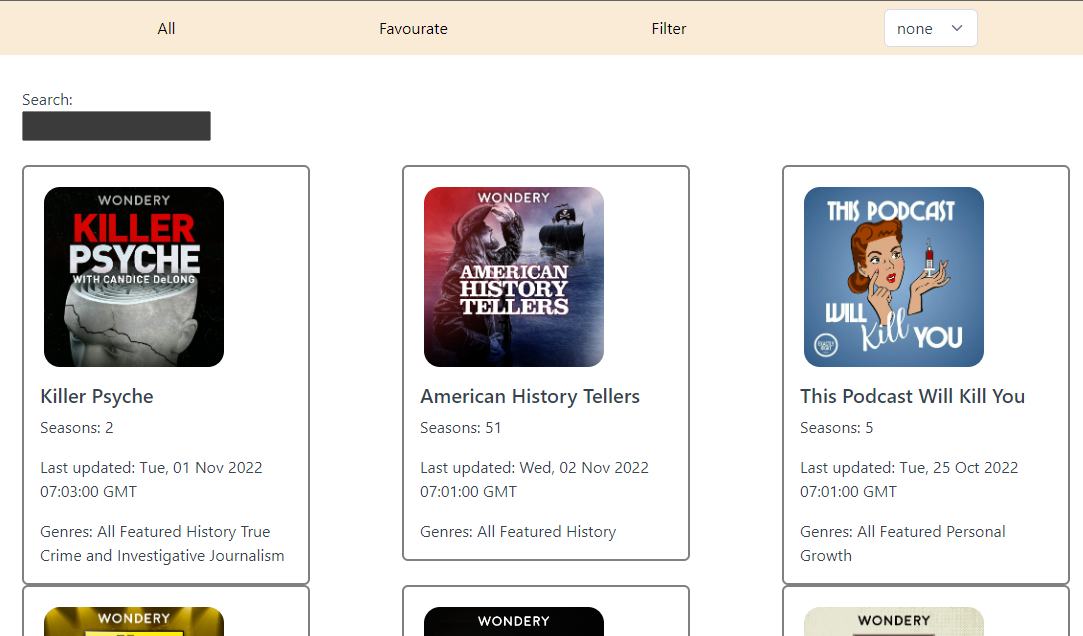 All Favourate Filter none
Search:
WONDERY
KILLER
PSYCHE
WITH CANDICE DeLONG
Killer Psyche
Seasons: 2
Last updated: Tue, 01 Nov 2022
07:03:00 GMT
Genres: All Featured History True
Crime and Investigative Journalism
WONDERY
AMERICAN
HISTORY
TELLERS
American History Tellers
Seasons: 51
Last updated: Wed, 02 Nov 2022
07:01:00 GMT
Genres: All Featured History
THIS PODCAST
WILL
Kill
YOU
This Podcast Will Kill You
Seasons: 5
Last updated: Tue, 25 Oct 2022
07:01:00 GMT
Genres: All Featured Personal
Growth
WONDERY
WONDERY
WONDERY